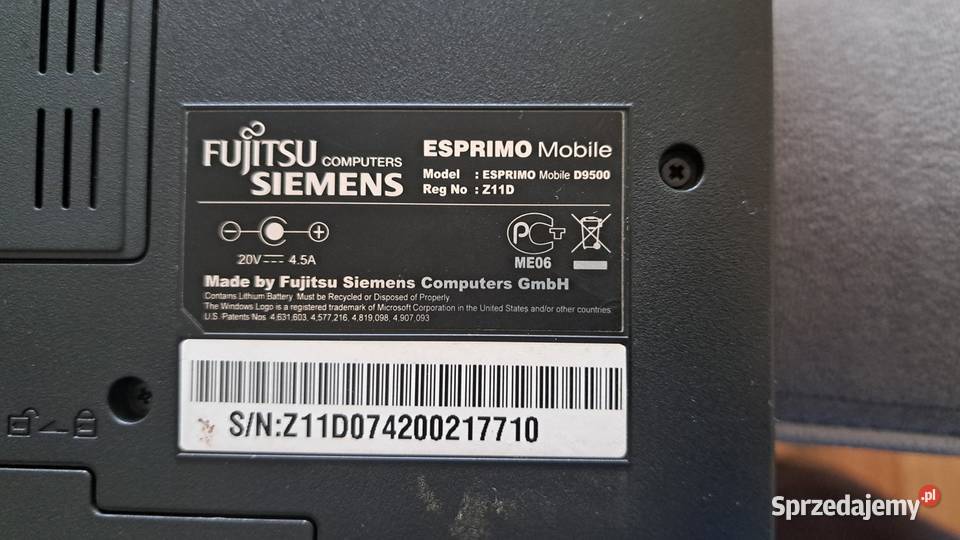 FUJITSU COMPUTERS
SIEMENS
ESPRIMO Mobile
Model : ESPRIMO Mobile D9500
Reg No : Z11D
20V 4.5A
PCT
ME06
Made by Fujitsu Siemens Computers GmbH
Contains Lithium Battery. Must be Recycled or Disposed of Properly
The Windows Logo is a registered trademark of Microsoft Corporation in the United States and/or other countries
U.S. Patents Nos. 4,631,603, 4,577,216, 4,819,098, 4,907,093
S/N:Z11D074200217710
Sprzedajemy.pl